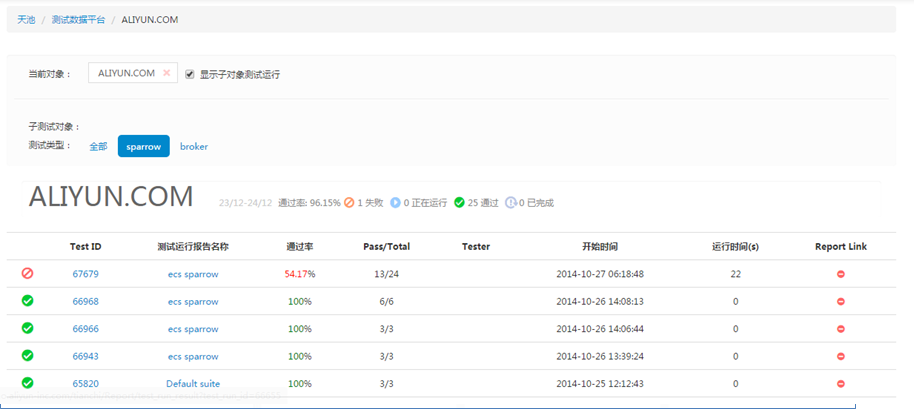 天池 / 测试数据平台 / ALIYUN.COM
当前对象： ALIYUN.COM × 显示子对象测试运行
子测试对象：
测试类型： 全部 sparrow broker
ALIYUN.COM 23/12-24/12 通过率: 96.15% 1 失败 0 正在运行 25 通过 0 已完成
Test ID 测试运行报告名称 通过率 Pass/Total Tester 开始时间 运行时间(s) Report Link
67679 ecs sparrow 54.17% 13/24 2014-10-27 06:18:48 22
66968 ecs sparrow 100% 6/6 2014-10-26 14:08:13 0
66966 ecs sparrow 100% 3/3 2014-10-26 14:06:44 0
66943 ecs sparrow 100% 3/3 2014-10-26 13:39:24 0
65820 Default suite 100% 3/3 2014-10-25 12:12:43 0